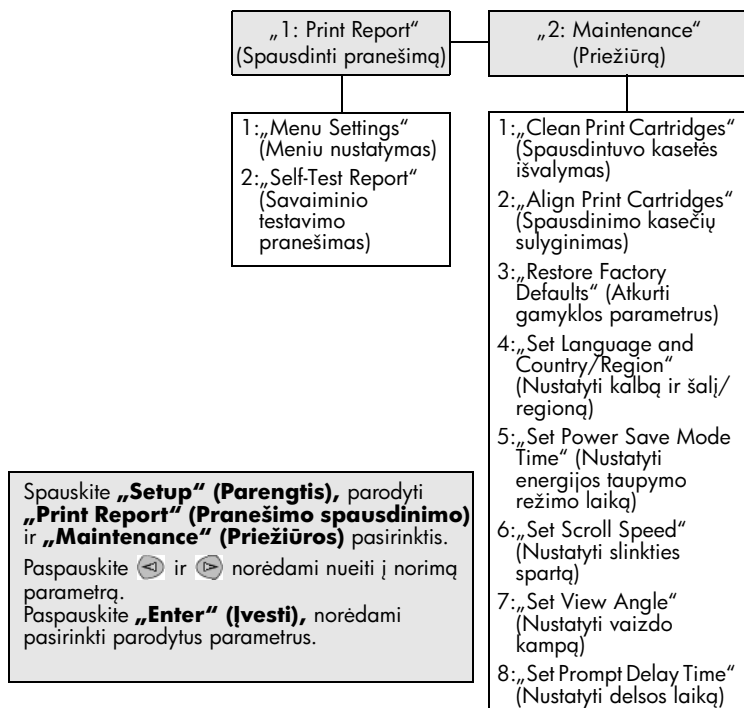 „1: Print Report“
(Spausdinti pranešimą)
„2: Maintenance“
(Priežiūrą)
1:„Menu Settings“
(Meniu nustatymas)
2:„Self-Test Report“
(Savaiminio
testavimo
pranešimas)
1:„Clean Print Cartridges“
(Spausdintuvo kasetės
išvalymas)
2:„Align Print Cartridges“
(Spausdinimo kasečių
sulyginimas)
3:„Restore Factory
Defaults“ (Atkurti
gamyklos parametrus)
4:„Set Language and
Country/Region“
(Nustatyti kalbą ir šalį/
regioną)
5:„Set Power Save Mode
Time“ (Nustatyti
energijos taupymo
režimo laiką)
6:„Set Scroll Speed“
(Nustatyti slinkties
spartą)
7:„Set View Angle“
(Nustatyti vaizdo
kampą)
8:„Set Prompt Delay Time“
(Nustatyti delsos laiką)
Spauskite „Setup“ (Parengtis), parodyti
„Print Report“ (Pranešimo spausdinimo)
ir „Maintenance“ (Priežiūros) pasirinktis.
Paspauskite ir norėdami nueiti į norimą
parametrą.
Paspauskite „Enter“ (Įvesti), norėdami
pasirinkti parodytus parametrus.